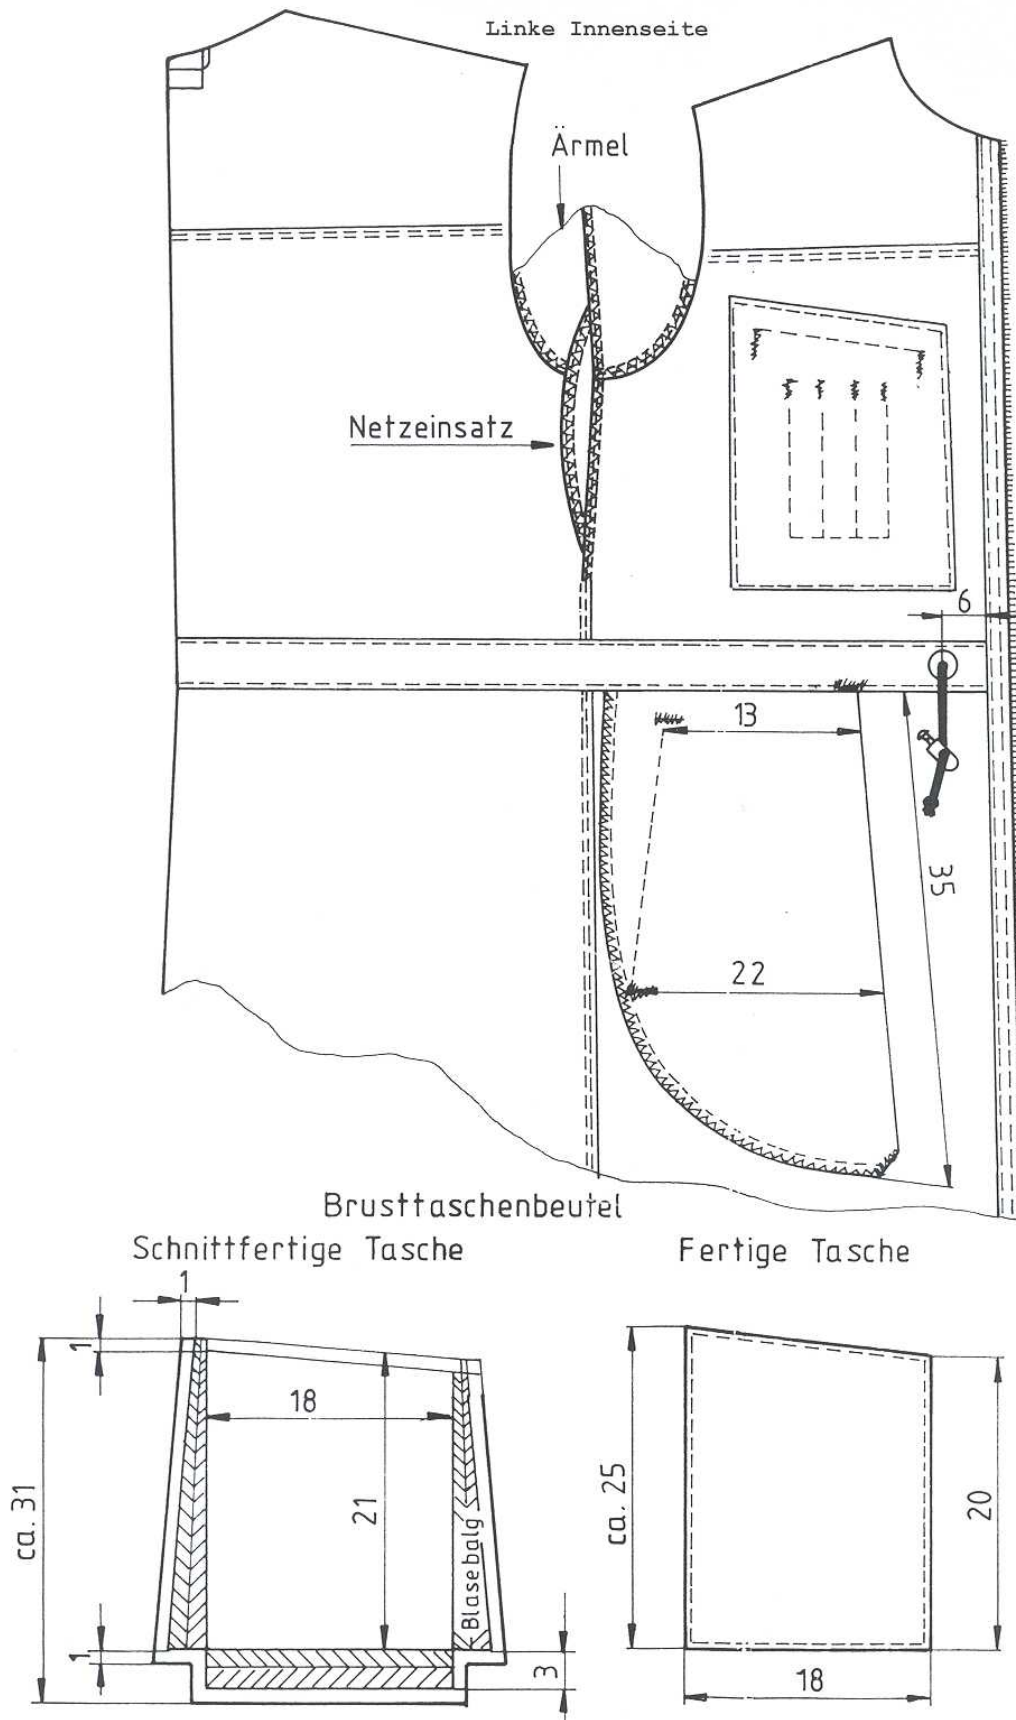 Linke Innenseite
Ärmel
Netzeinsatz
6
13
35
22
Brusttaschenbeutel
Schnittfertige Tasche
Fertige Tasche
1
1
18
ca. 31
21
Blasebalg
1
3
ca. 25
20
18